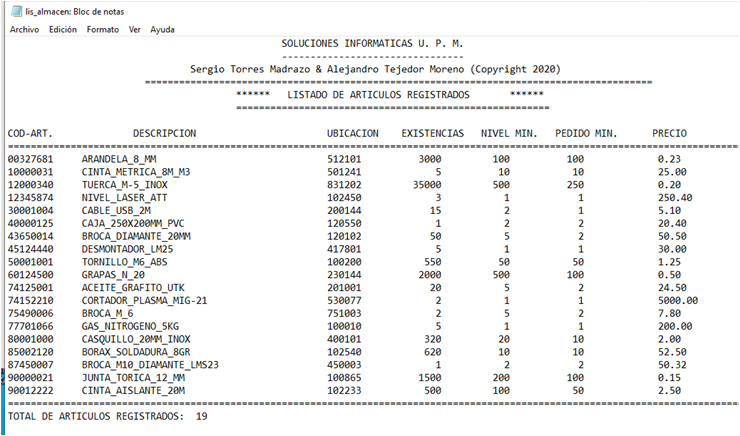 lis_almacen: Bloc de notas
Archivo Edición Formato Ver Ayuda
SOLUCIONES INFORMATICAS U. P. M.
--------------------------------
Sergio Torres Madrazo & Alejandro Tejedor Moreno (Copyright 2020)
=========================================================================================
****** LISTADO DE ARTICULOS REGISTRADOS ******
=======================================================
COD-ART. DESCRIPCION UBICACION EXISTENCIAS NIVEL MIN. PEDIDO MIN. PRECIO
=================================================================================================================================
00327681 ARANDELA_8_MM 512101 3000 100 100 0.23
10000031 CINTA_METRICA_8M_M3 501241 5 10 10 25.00
12000340 TUERCA_M-5_INOX 831202 35000 500 250 0.20
12345874 NIVEL_LASER_ATT 102450 3 1 1 250.40
30001004 CABLE_USB_2M 200144 15 2 1 5.10
40000125 CAJA_250X200MM_PVC 120550 1 2 2 20.40
43650014 BROCA_DIAMANTE_20MM 120102 50 5 2 50.50
45124440 DESMONTADOR_LM25 417801 5 1 1 30.00
50001001 TORNILLO_M6_ABS 100200 550 50 50 1.25
60124500 GRAPAS_N_20 230144 2000 500 100 0.50
74125001 ACEITE_GRAFITO_UTK 201001 20 5 2 24.50
74152210 CORTADOR_PLASMA_MIG-21 530077 2 1 1 5000.00
75490006 BROCA_M_6 751003 2 5 2 7.80
77701066 GAS_NITROGENO_5KG 100010 5 1 1 200.00
80001000 CASQUILLO_20MM_INOX 400101 320 20 10 2.00
85002120 BORAX_SOLDADURA_8GR 102540 620 10 10 52.50
87450007 BROCA_M10_DIAMANTE_LMS23 450003 1 2 2 50.32
90000021 JUNTA_TORICA_12_MM 100865 1500 200 100 0.15
90012222 CINTA_AISLANTE_20M 102233 500 100 50 2.50
=================================================================================================================================
TOTAL DE ARTICULOS REGISTRADOS: 19